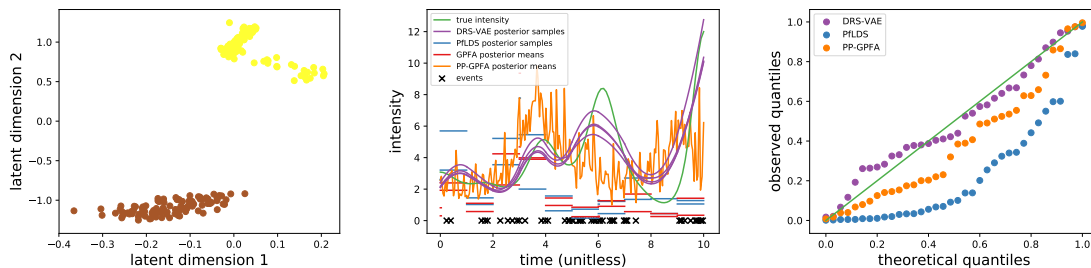 latent dimension 2
1.0
0.5
0.0
−0.5
−1.0
−0.4
−0.3
−0.2
−0.1
0.0
0.1
0.2
latent dimension 1
intensity
12
10
8
6
4
2
0
true intensity
DRS-VAE posterior samples
PfLDS posterior samples
GPFA posterior means
PP-GPFA posterior means
events
0
2
4
6
8
10
time (unitless)
observed quantiles
1.0
0.8
0.6
0.4
0.2
0.0
DRS-VAE
PfLDS
PP-GPFA
0.0
0.2
0.4
0.6
0.8
1.0
theoretical quantiles